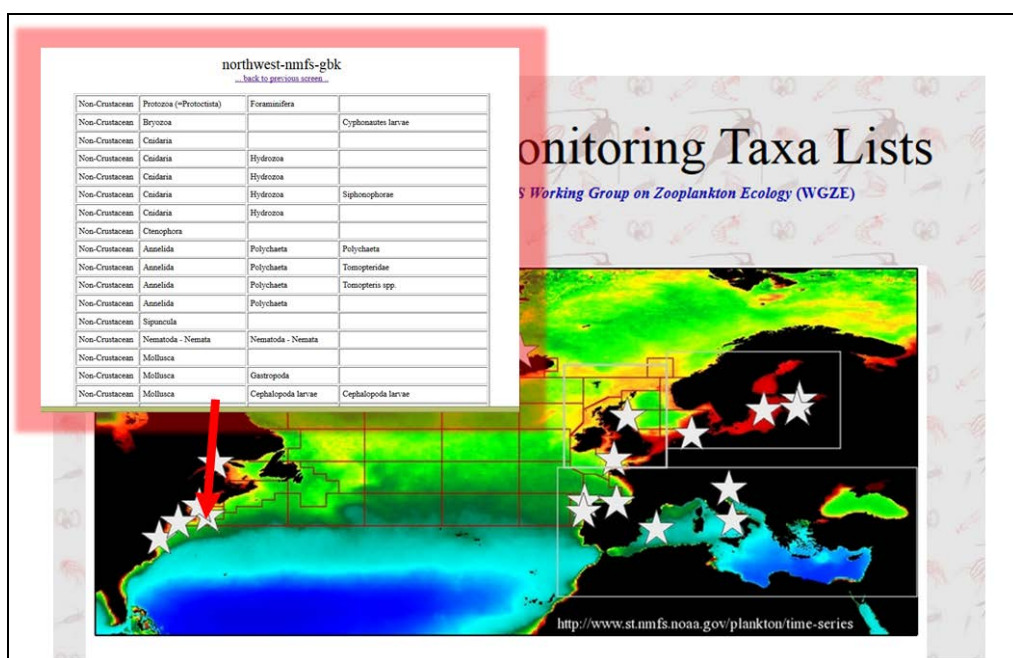 northwest-nmfs-gbk
... back to previous screen ...
Non-Crustacean Protozoa (=Protoctista) Foraminifera
Non-Crustacean Bryozoa Cyphonautes larvae
Non-Crustacean Cnidaria
Non-Crustacean Cnidaria Hydrozoa
Non-Crustacean Cnidaria Hydrozoa
Non-Crustacean Cnidaria Hydrozoa Siphonophorae
Non-Crustacean Cnidaria Hydrozoa
Non-Crustacean Ctenophora
Non-Crustacean Annelida Polychaeta Polychaeta
Non-Crustacean Annelida Polychaeta Tomopteridae
Non-Crustacean Annelida Polychaeta Tomopteris spp.
Non-Crustacean Annelida Polychaeta
Non-Crustacean Sipuncula
Non-Crustacean Nematoda - Nemata Nematoda - Nemata
Non-Crustacean Mollusca
Non-Crustacean Mollusca Gastropoda
Non-Crustacean Mollusca Cephalopoda larvae Cephalopoda larvae
onitoring Taxa Lists
S Working Group on Zooplankton Ecology (WGZE)
http://www.st.nmfs.noaa.gov/plankton/time-series